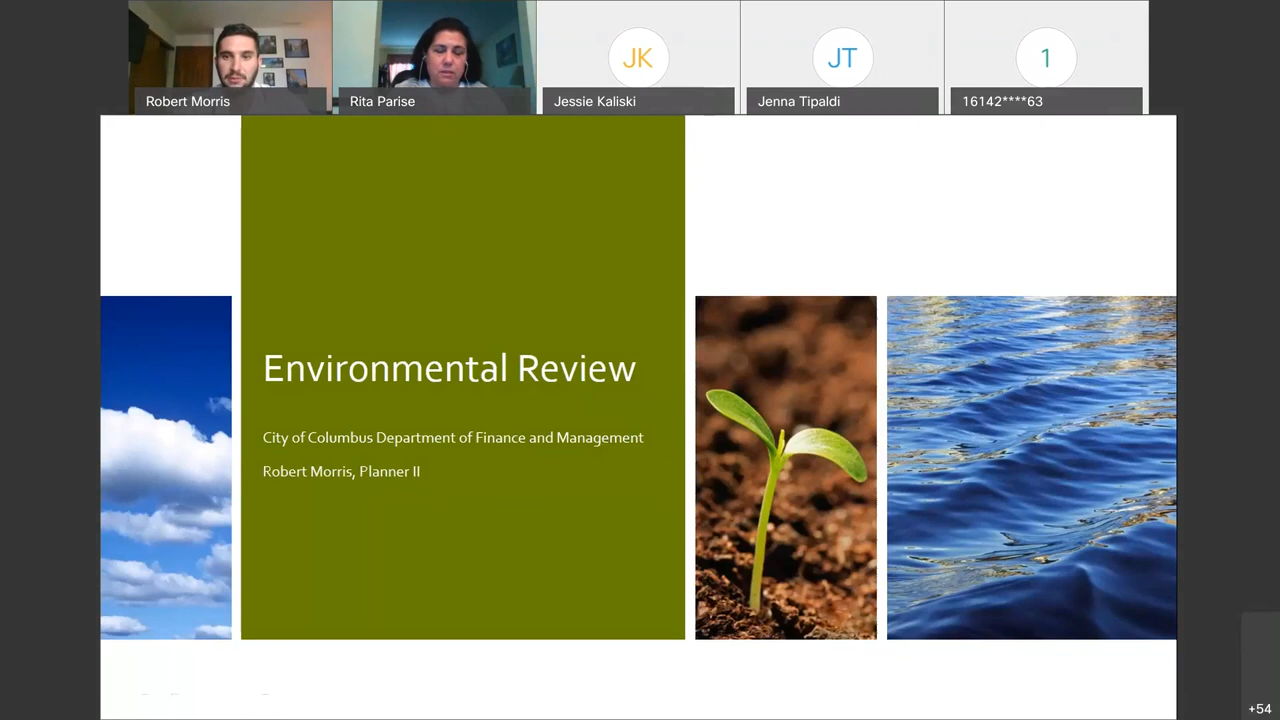 JK
JT
1
Robert Morris
Rita Parise
Jessie Kaliski
Jenna Tipaldi
16142****63
Environmental Review
City of Columbus Department of Finance and Management
Robert Morris, Planner II
+54